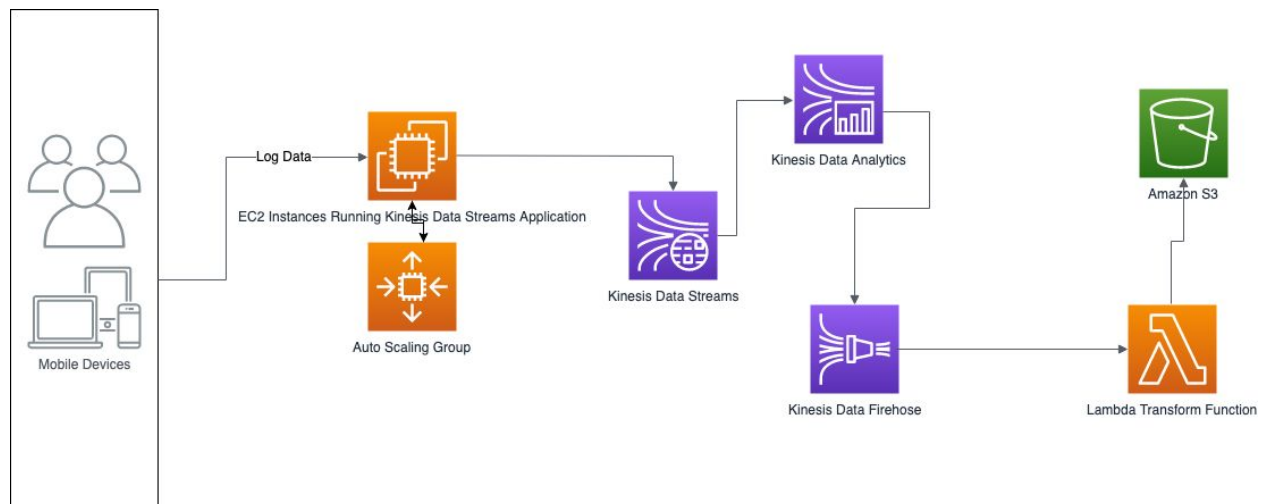 Log Data
EC2 Instances Running Kinesis Data Streams Application
Auto Scaling Group
Mobile Devices
Kinesis Data Streams
Kinesis Data Analytics
Kinesis Data Firehose
Lambda Transform Function
Amazon S3